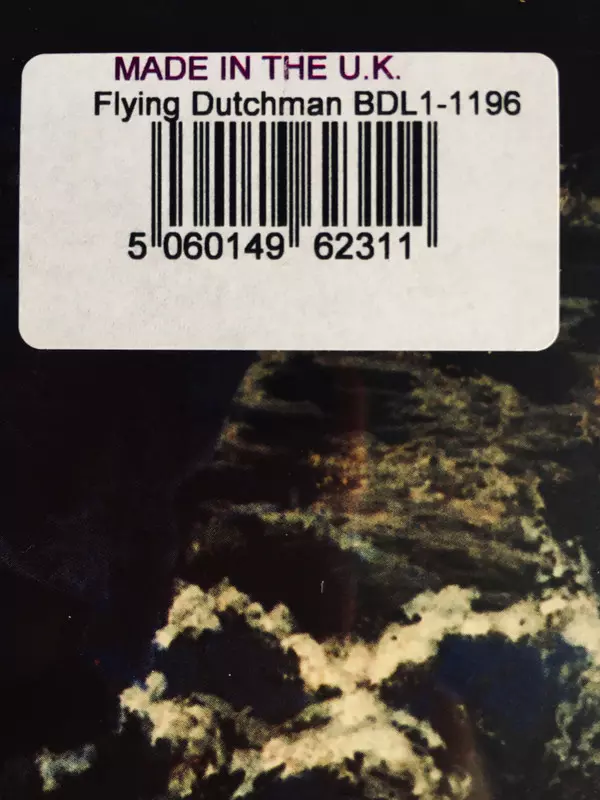 MADE IN THE U.K.
Flying Dutchman BDL1-1196
5 060149 62311